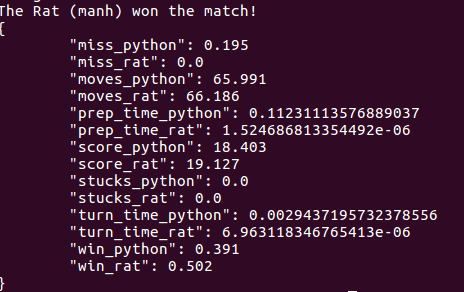 The Rat (manh) won the match!
{
"miss_python": 0.195
"miss_rat": 0.0
"moves_python": 65.991
"moves_rat": 66.186
"prep_time_python": 0.11231113576889037
"prep_time_rat": 1.524686813354492e-06
"score_python": 18.403
"score_rat": 19.127
"stucks_python": 0.0
"stucks_rat": 0.0
"turn_time_python": 0.0029437195732378556
"turn_time_rat": 6.963118346765413e-06
"win_python": 0.391
"win_rat": 0.502
}